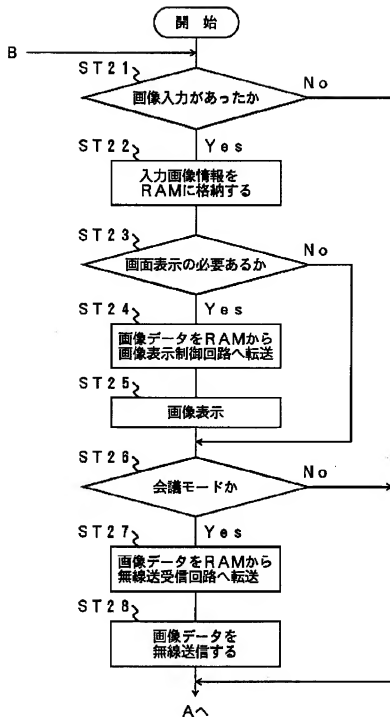 開 始
B
ST21
画像入力があったか
No
Yes
ST22
入力画像情報を
RAMに格納する
ST23
画面表示の必要あるか
No
Yes
ST24
画像データをRAMから
画像表示制御回路へ転送
ST25
画像表示
ST26
会議モードか
No
Yes
ST27
画像データをRAMから
無線送受信回路へ転送
ST28
画像データを
無線送信する
Aへ